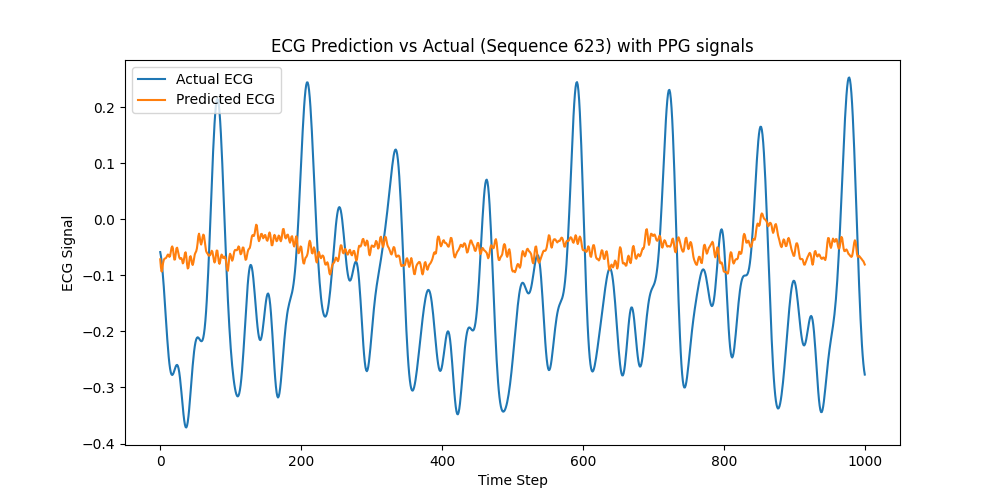 ECG Prediction vs Actual (Sequence 623) with PPG signals
Actual ECG
Predicted ECG
0.2
0.1
0.0
−0.1
−0.2
−0.3
−0.4
ECG Signal
0 200 400 600 800 1000
Time Step